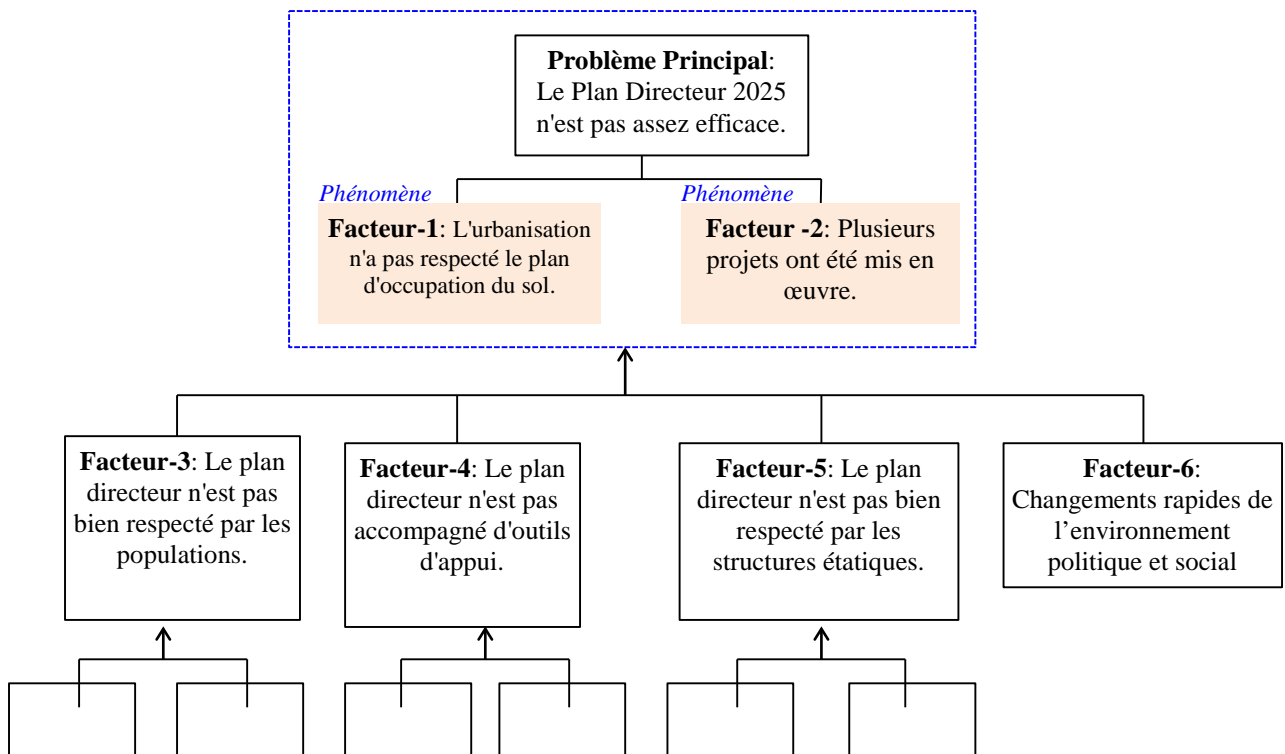 Problème Principal:
Le Plan Directeur 2025
n'est pas assez efficace.
Phénomène
Facteur-1: L'urbanisation
n'a pas respecté le plan
d'occupation du sol.
Phénomène
Facteur -2: Plusieurs
projets ont été mis en
œuvre.
Facteur-3: Le plan
directeur n'est pas
bien respecté par les
populations.
Facteur-4: Le plan
directeur n'est pas
accompagné d'outils
d'appui.
Facteur-5: Le plan
directeur n'est pas bien
respecté par les
structures étatiques.
Facteur-6:
Changements rapides de
l’environnement
politique et social